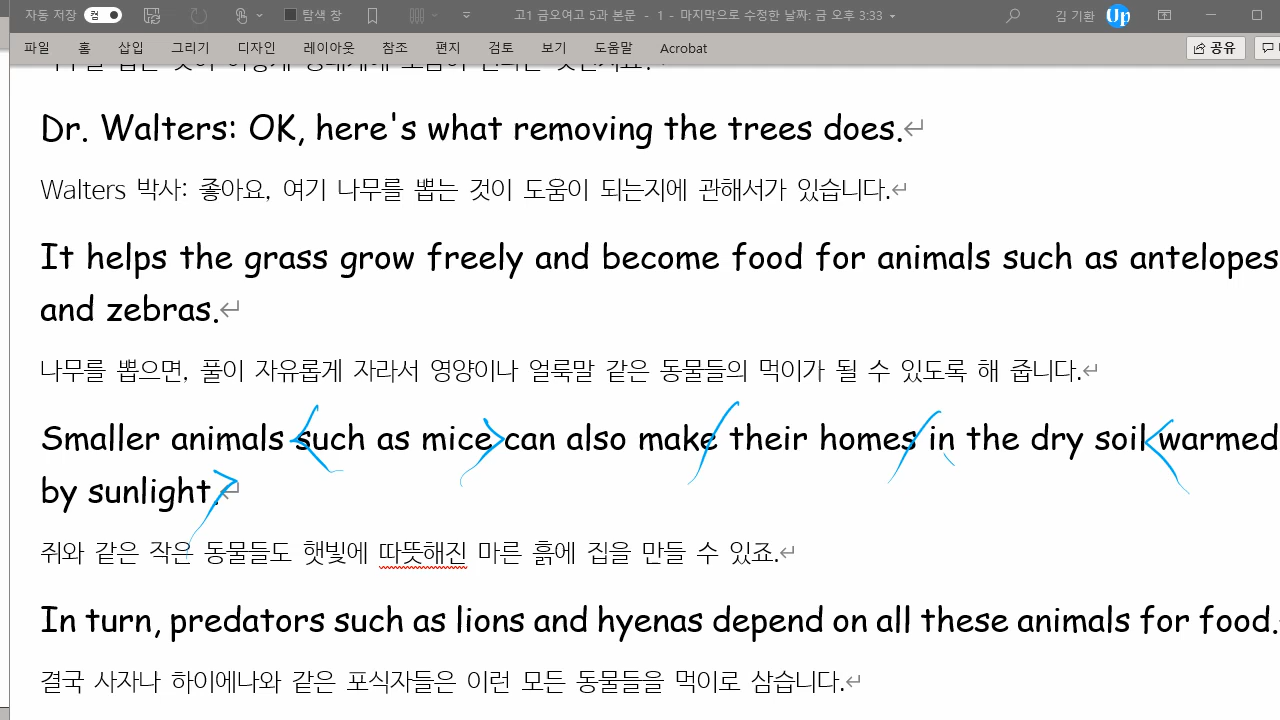 자동 저장 컴 탐색 창 고1 금오여고 5과 본문 - 1 - 마지막으로 수정한 날짜: 금 오후 3:33 김 기환 Up
파일 홈 삽입 그리기 디자인 레이아웃 참조 편지 검토 보기 도움말 Acrobat 공유
Dr. Walters: OK, here's what removing the trees does.
Walters 박사: 좋아요, 여기 나무를 뽑는 것이 도움이 되는지에 관해서가 있습니다.
It helps the grass grow freely and become food for animals such as antelopes
and zebras.
나무를 뽑으면, 풀이 자유롭게 자라서 영양이나 얼룩말 같은 동물들의 먹이가 될 수 있도록 해 줍니다.
Smaller animals such as mice can also make their homes in the dry soil warmed
by sunlight.
쥐와 같은 작은 동물들도 햇빛에 따뜻해진 마른 흙에 집을 만들 수 있죠.
In turn, predators such as lions and hyenas depend on all these animals for food.
결국 사자나 하이에나와 같은 포식자들은 이런 모든 동물들을 먹이로 삼습니다.